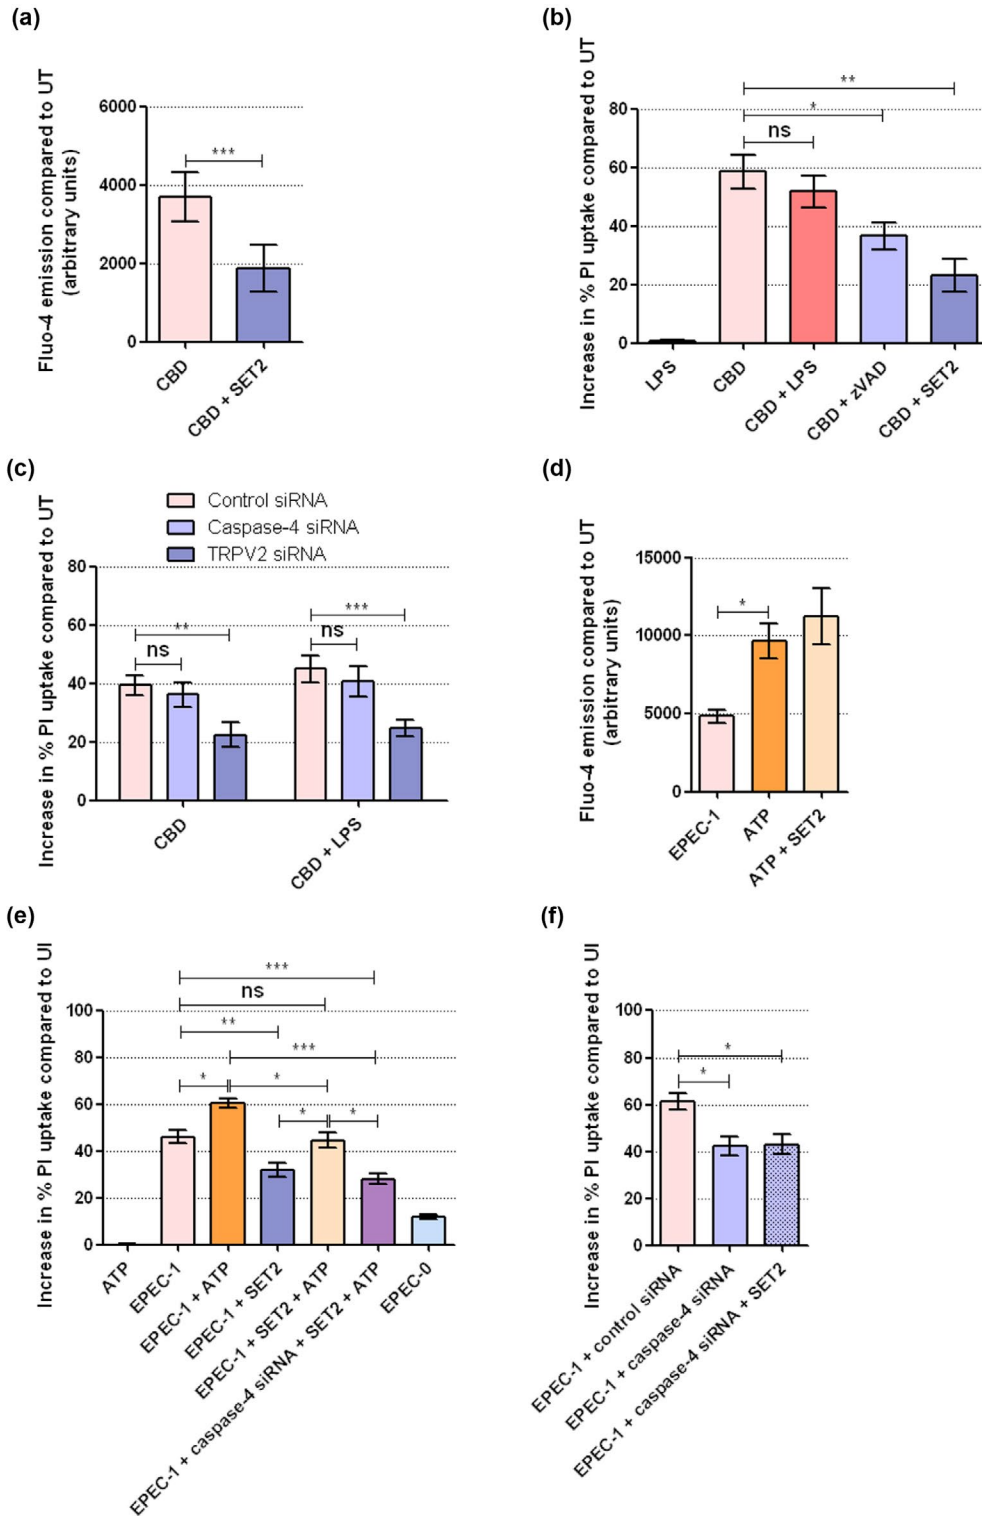 (a)
Fluo-4 emission compared to UT
(arbitrary units)
6000
4000
2000
0
***
CBD
CBD + SET2
(b)
Increase in % PI uptake compared to UT
80
60
40
20
0
**
*
ns
LPS
CBD
CBD + LPS
CBD + zVAD
CBD + SET2
(c)
Control siRNA
Caspase-4 siRNA
TRPV2 siRNA
Increase in % PI uptake compared to UT
80
60
40
20
0
**
ns
***
ns
CBD
CBD + LPS
(d)
Fluo-4 emission compared to UT
(arbitrary units)
15000
10000
5000
0
*
EPEC-1
ATP
ATP + SET2
(e)
Increase in % PI uptake compared to UI
100
80
60
40
20
0
***
ns
**
***
*
*
*
*
ATP
EPEC-1
EPEC-1 + ATP
EPEC-1 + SET2
EPEC-1 + SET2 + ATP
EPEC-1 + caspase-4 siRNA + SET2 + ATP
EPEC-0
(f)
Increase in % PI uptake compared to UI
100
80
60
40
20
0
*
*
EPEC-1 + control siRNA
EPEC-1 + caspase-4 siRNA
EPEC-1 + caspase-4 siRNA + SET2